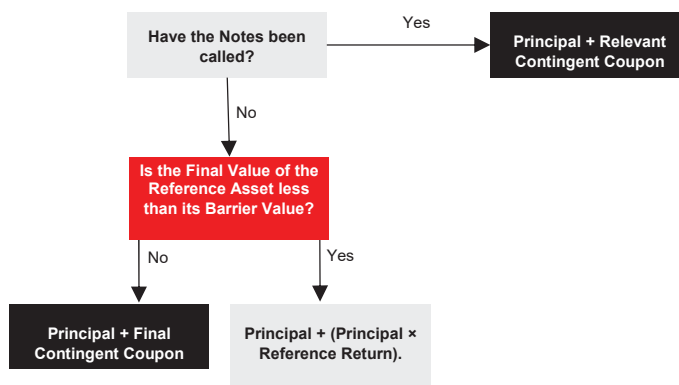 Have the Notes been
called?
Yes
Principal + Relevant
Contingent Coupon
No
Is the Final Value of the
Reference Asset less
than its Barrier Value?
No
Yes
Principal + Final
Contingent Coupon
Principal + (Principal ×
Reference Return).